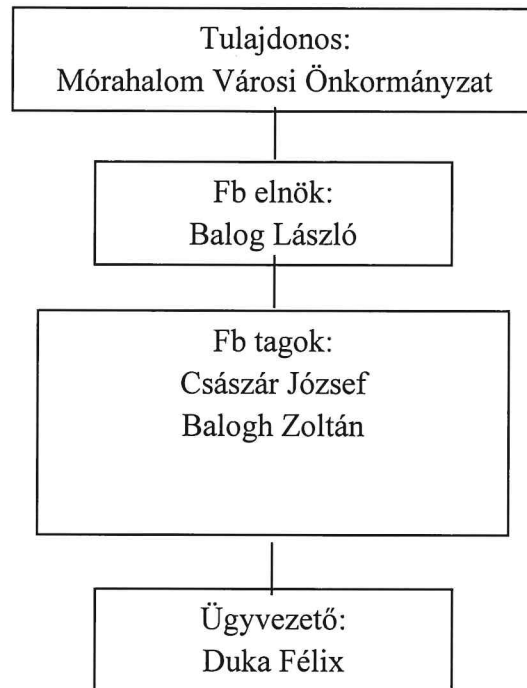 Tulajdonos:
Mórahalom Városi Önkormányzat
Fb elnök:
Balog László
Fb tagok:
Császár József
Balogh Zoltán
Ügyvezető:
Duka Félix